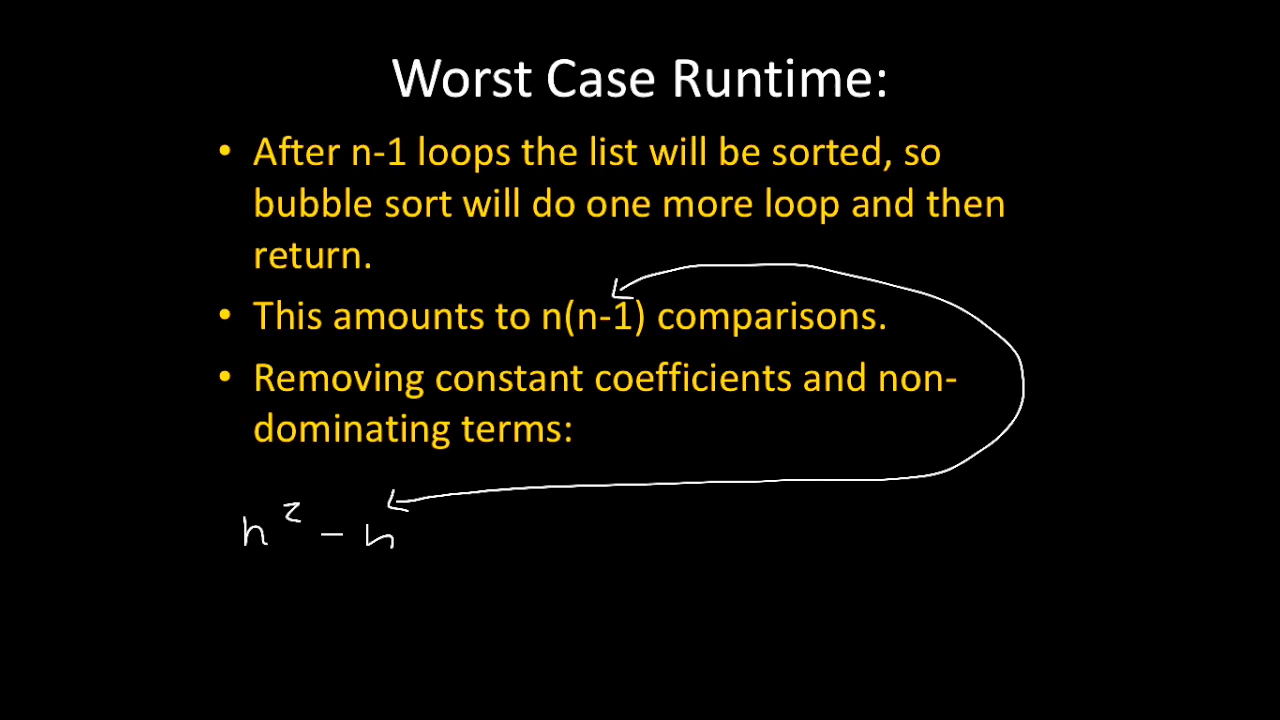 Worst Case Runtime:
• After n-1 loops the list will be sorted, so
bubble sort will do one more loop and then
return.
• This amounts to n(n-1) comparisons.
• Removing constant coefficients and non-
dominating terms:
n² – n